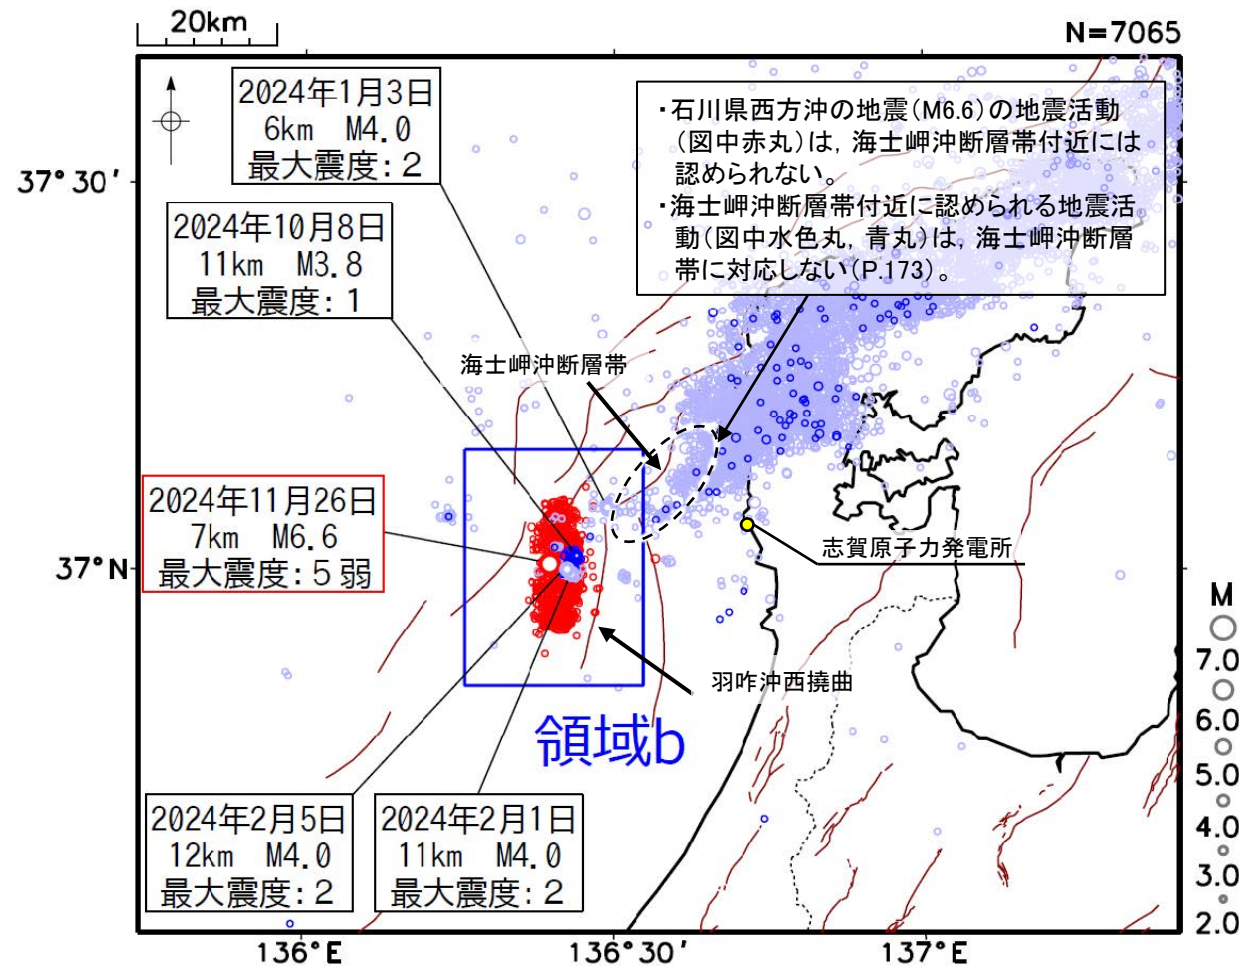 20km
N=7065
2024年1月3日
6km M4.0
最大震度：2
・石川県西方沖の地震（M6.6）の地震活動
（図中赤丸）は，海士岬沖断層帯付近には
認められない。
・海士岬沖断層帯付近に認められる地震活
動（図中水色丸，青丸）は，海士岬沖断層
帯に対応しない（P.173）。
37°30′
2024年10月8日
11km M3.8
最大震度：1
海士岬沖断層帯
2024年11月26日
7km M6.6
最大震度：5弱
37°N
志賀原子力発電所
羽咋沖西撓曲
領域b
2024年2月5日
12km M4.0
最大震度：2
2024年2月1日
11km M4.0
最大震度：2
M
7.0
6.0
5.0
4.0
3.0
2.0
136°E
136°30′
137°E